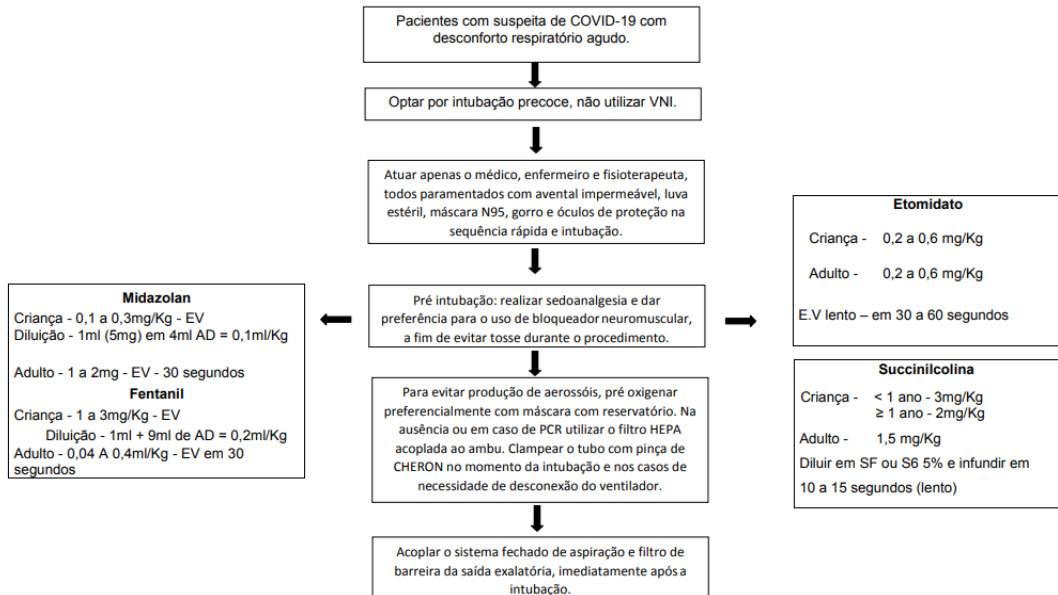 Pacientes com suspeita de COVID-19 com
desconforto respiratório agudo.
Optar por intubação precoce, não utilizar VNI.
Atuar apenas o médico, enfermeiro e fisioterapeuta,
todos paramentados com avental impermeável, luva
estéril, máscara N95, gorro e óculos de proteção na
sequência rápida e intubação.
Pré intubação: realizar sedoanalgesia e dar
preferência para o uso de bloqueador neuromuscular,
a fim de evitar tosse durante o procedimento.
Midazolan
Criança - 0,1 a 0,3mg/Kg - EV
Diluição - 1ml (5mg) em 4ml AD = 0,1ml/Kg
Adulto - 1 a 2mg - EV - 30 segundos
Fentanil
Criança - 1 a 3mg/Kg - EV
Diluição - 1ml + 9ml de AD = 0,2ml/Kg
Adulto - 0,04 A 0,4ml/Kg - EV em 30
segundos
Etomidato
Criança - 0,2 a 0,6 mg/Kg
Adulto - 0,2 a 0,6 mg/Kg
E.V lento – em 30 a 60 segundos
Succinilcolina
Criança - < 1 ano - 3mg/Kg
≥ 1 ano - 2mg/Kg
Adulto - 1,5 mg/Kg
Diluir em SF ou S6 5% e infundir em
10 a 15 segundos (lento)
Para evitar produção de aerossóis, pré oxigenar
preferencialmente com máscara com reservatório. Na
ausência ou em caso de PCR utilizar o filtro HEPA
acoplada ao ambu. Clampear o tubo com pinça de
CHERON no momento da intubação e nos casos de
necessidade de desconexão do ventilador.
Acoplar o sistema fechado de aspiração e filtro de
barreira da saída exalatória, imediatamente após a
intubação.